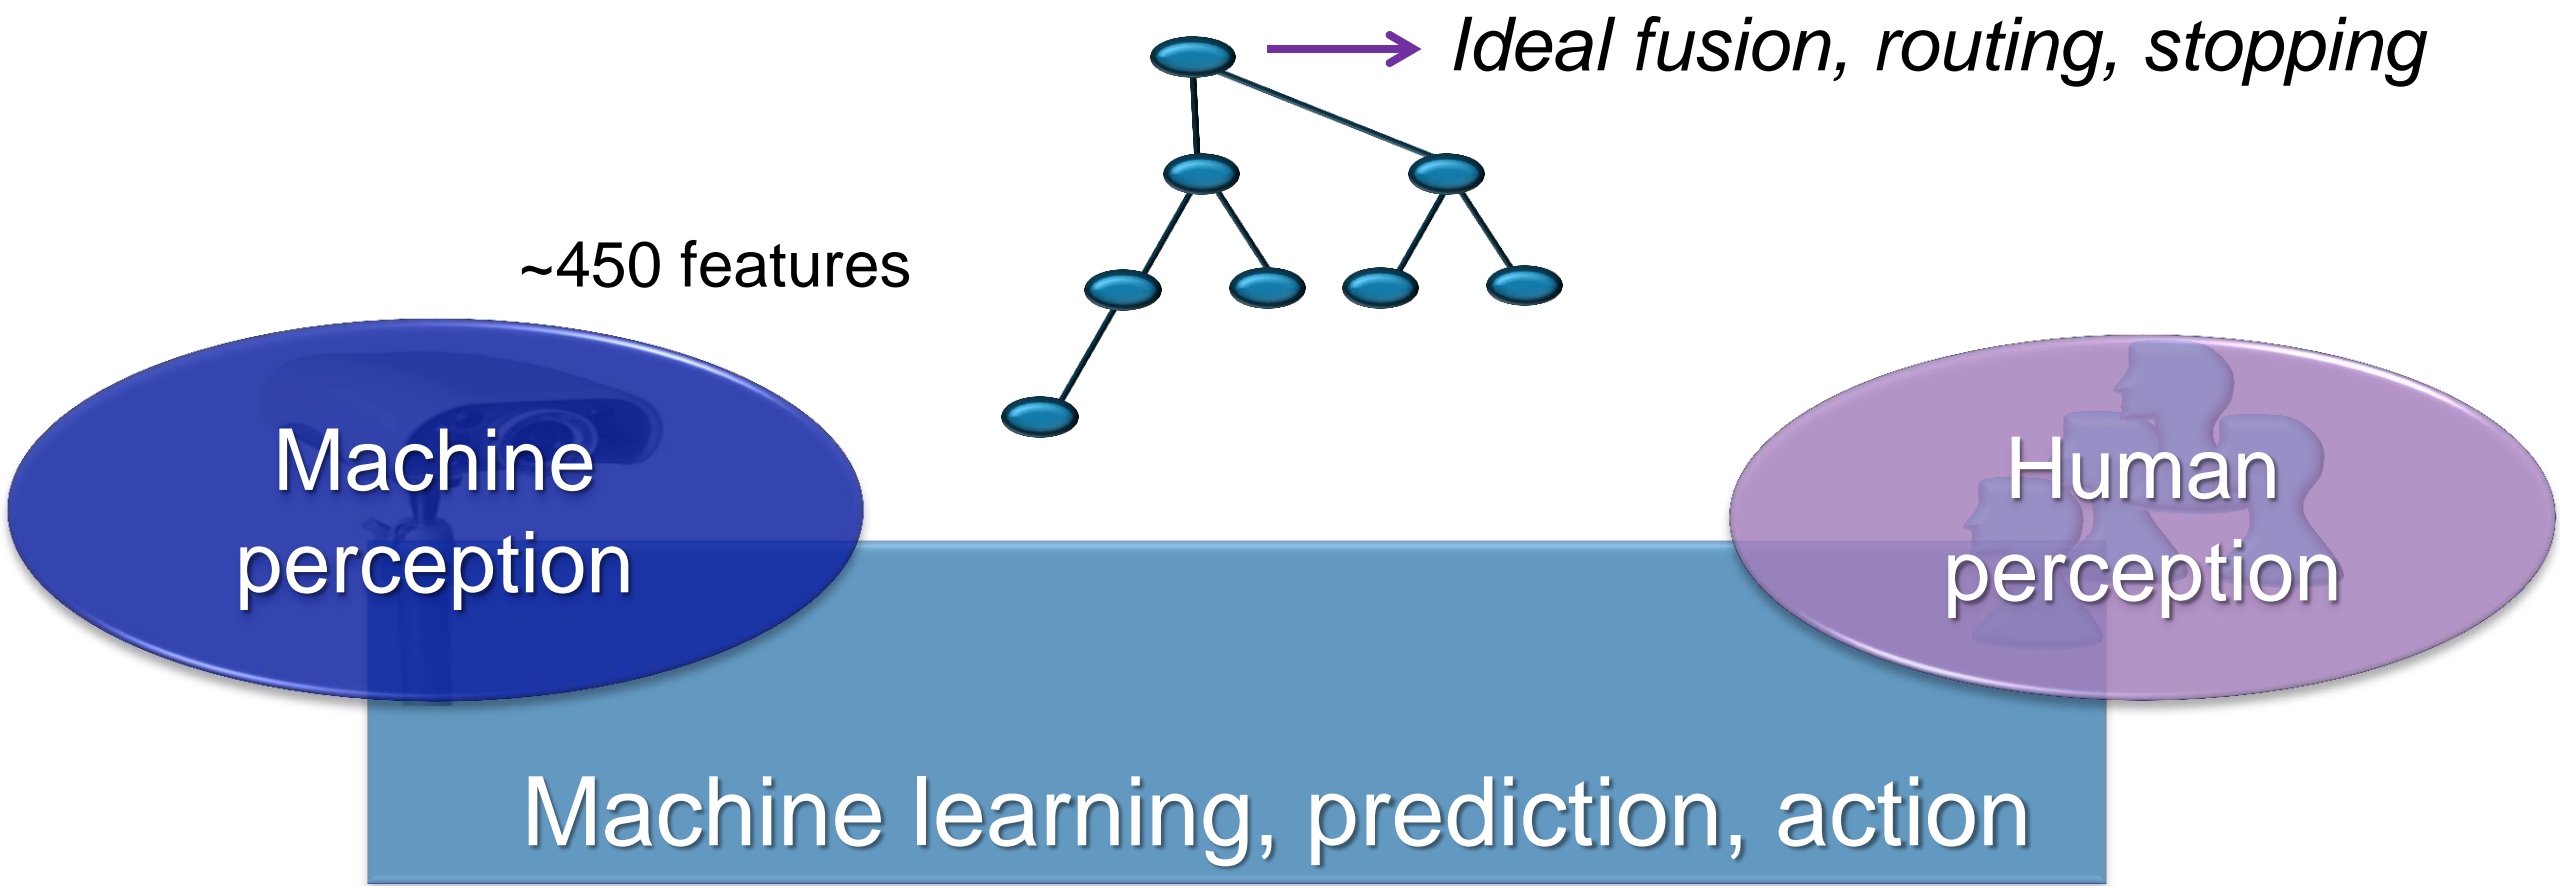 Ideal fusion, routing, stopping
~450 features
Machine
perception
Human
perception
Machine learning, prediction, action